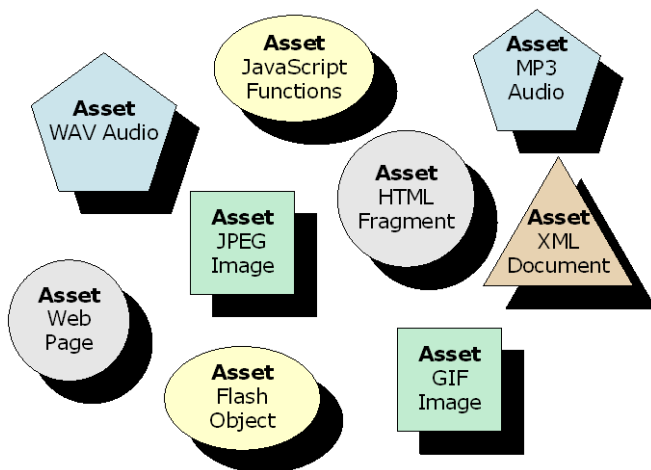 Asset
JavaScript
Functions
Asset
MP3
Audio
Asset
WAV Audio
Asset
HTML
Fragment
Asset
JPEG
Image
Asset
XML
Document
Asset
Web
Page
Asset
Flash
Object
Asset
GIF
Image